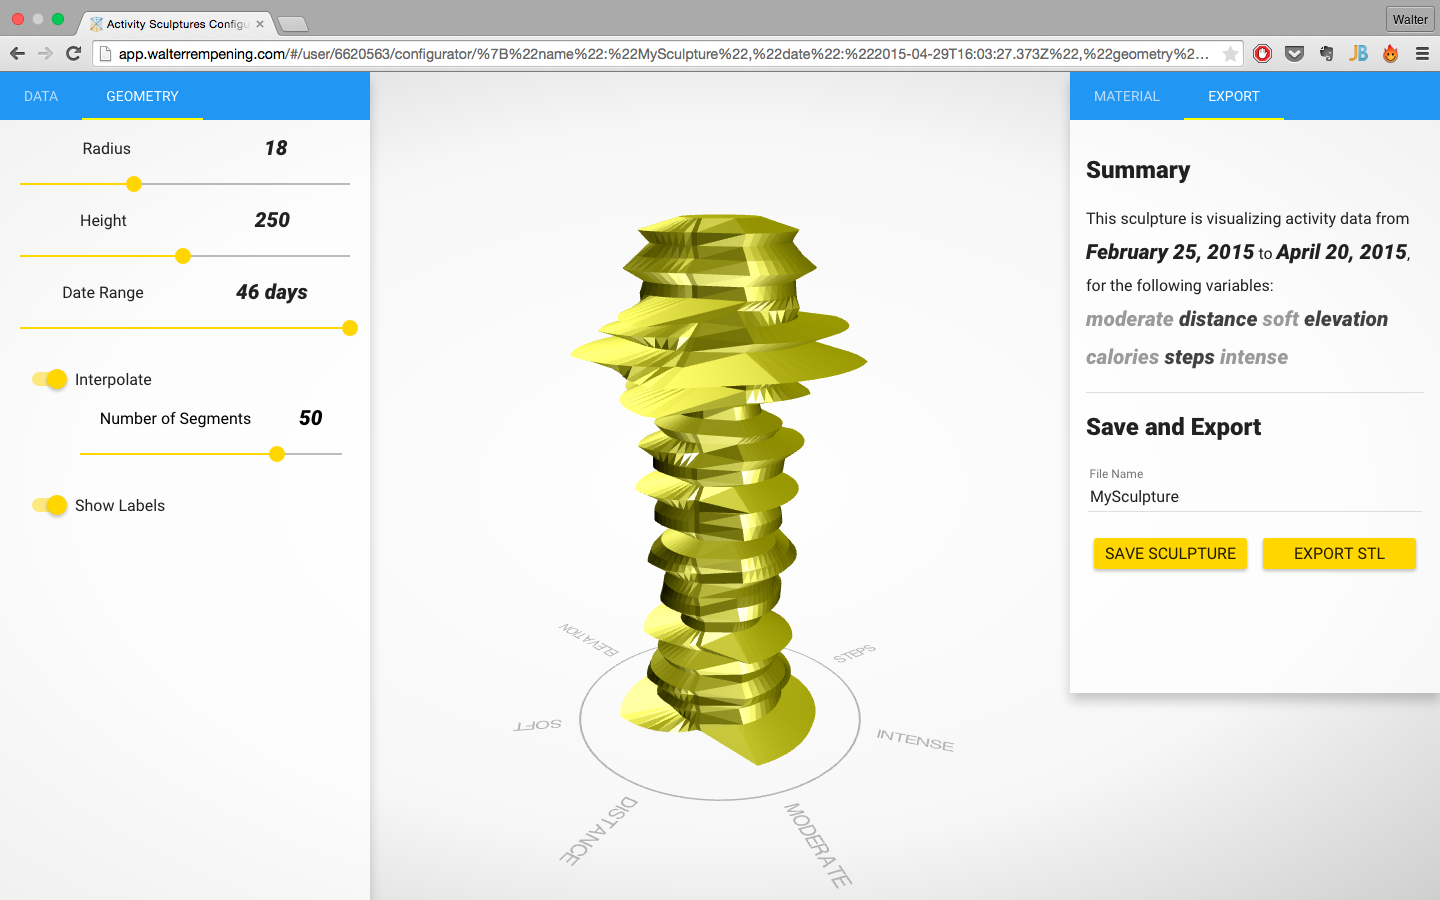 Activity Sculptures Configu
Walter
app.walterrempening.com/#/user/6620563/configurator/%7B%22name%22:%22MySculpture%22,%22date%22:%222015-04-29T16:03:27.373Z%22,%22geometry%2...
JB
DATA GEOMETRY
Radius 18
Height 250
Date Range 46 days
Interpolate
Number of Segments 50
Show Labels
ELEVATION
STEPS
SOFT
INTENSE
DISTANCE
MODERATE
MATERIAL EXPORT
Summary
This sculpture is visualizing activity data from
February 25, 2015 to April 20, 2015,
for the following variables:
moderate distance soft elevation
calories steps intense
Save and Export
File Name
MySculpture
SAVE SCULPTURE EXPORT STL